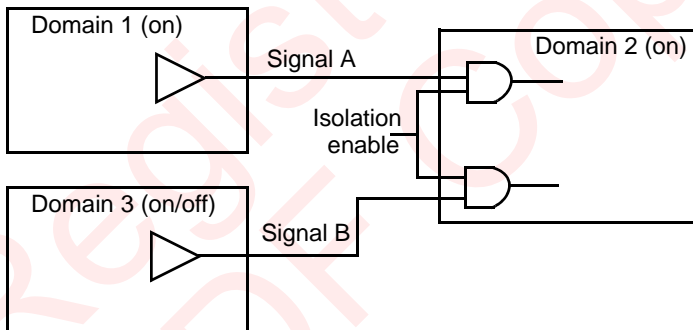 Domain 1 (on)
Signal A
Domain 2 (on)
Isolation
enable
Domain 3 (on/off)
Signal B